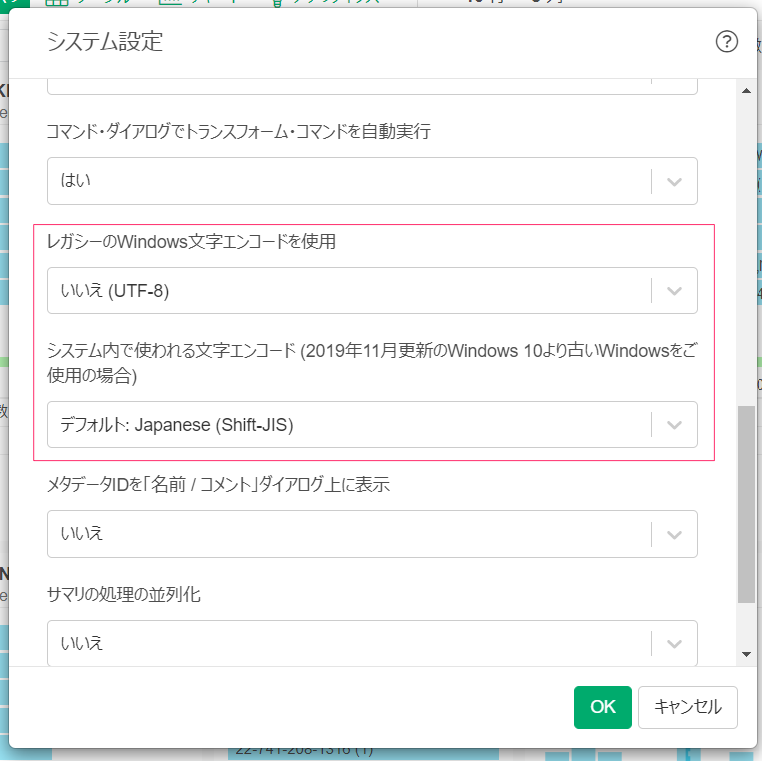 システム設定
コマンド・ダイアログでトランスフォーム・コマンドを自動実行
はい
レガシーのWindows文字エンコードを使用
いいえ (UTF-8)
システム内で使われる文字エンコード (2019年11月更新のWindows 10より古いWindowsをご
使用の場合)
デフォルト: Japanese (Shift-JIS)
メタデータIDを「名前 / コメント」ダイアログ上に表示
いいえ
サマリの処理の並列化
いいえ
OK
キャンセル
22-741-208-1316 (1)